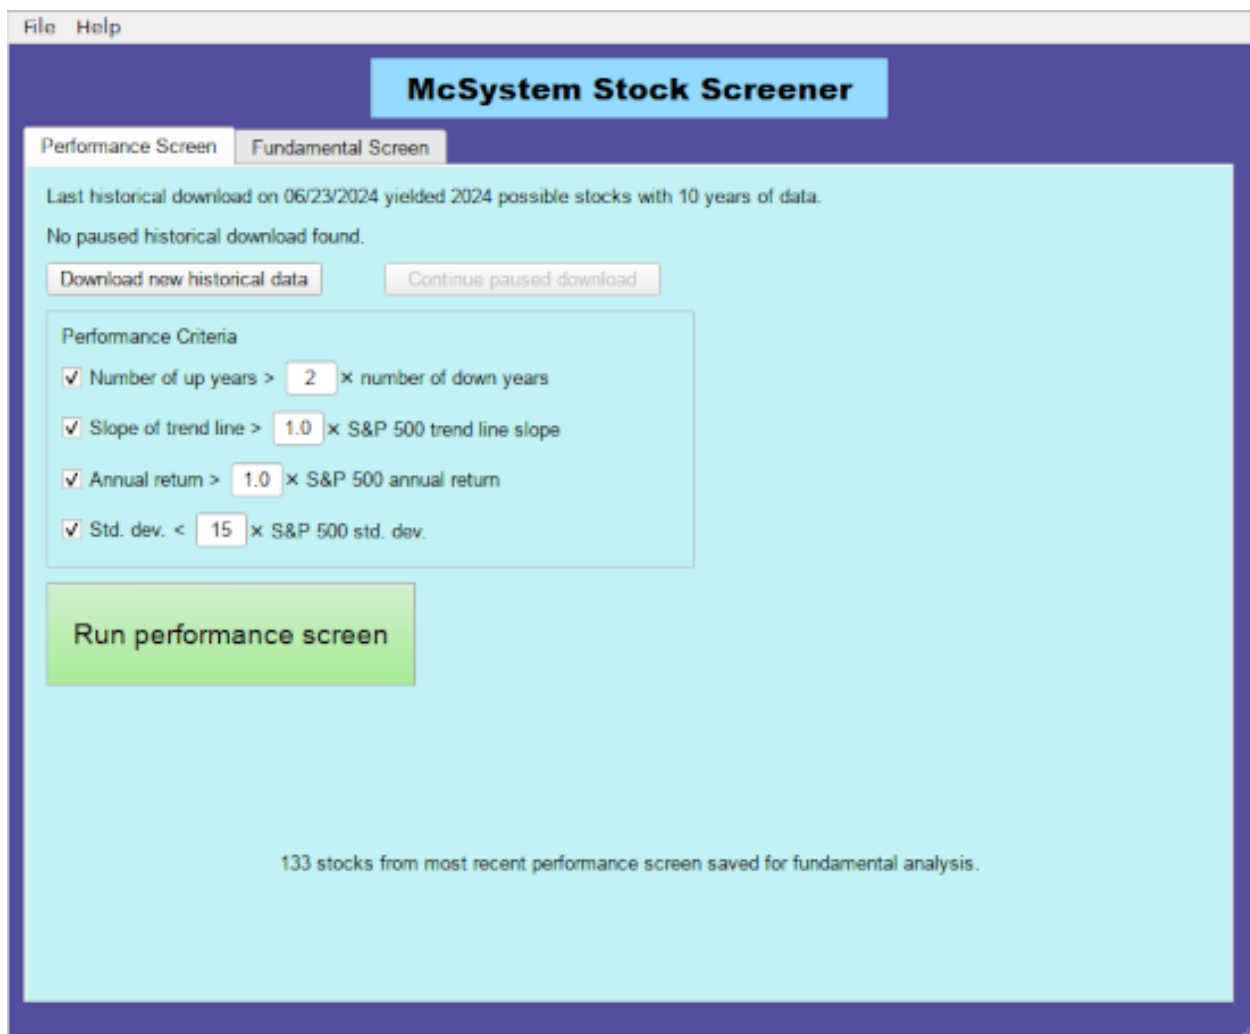 File Help
McSystem Stock Screener
Performance Screen Fundamental Screen
Last historical download on 06/23/2024 yielded 2024 possible stocks with 10 years of data.
No paused historical download found.
Download new historical data Continue paused download
Performance Criteria
Number of up years > 2 × number of down years
Slope of trend line > 1.0 × S&P 500 trend line slope
Annual return > 1.0 × S&P 500 annual return
Std. dev. < 15 × S&P 500 std. dev.
Run performance screen
133 stocks from most recent performance screen saved for fundamental analysis.